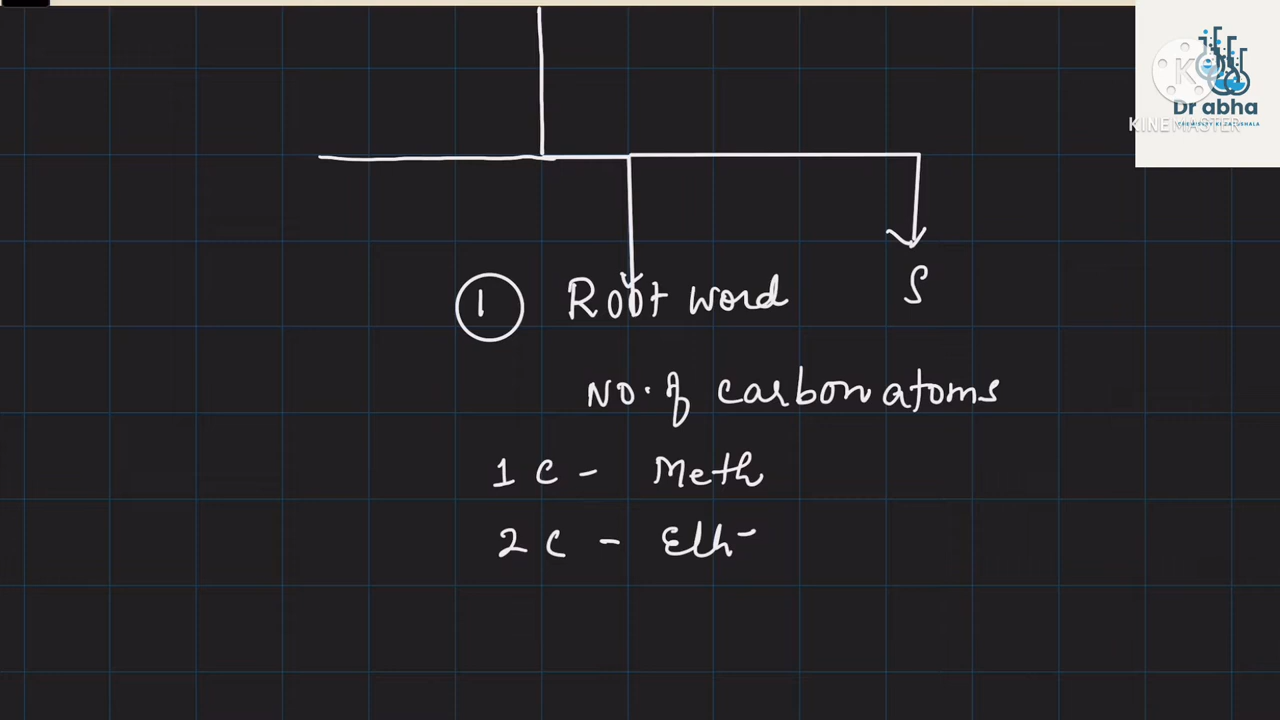 Dr abha
KINEMASTER
S
1 Root word
No. of carbon atoms
1 C - Meth
2 C - Eth